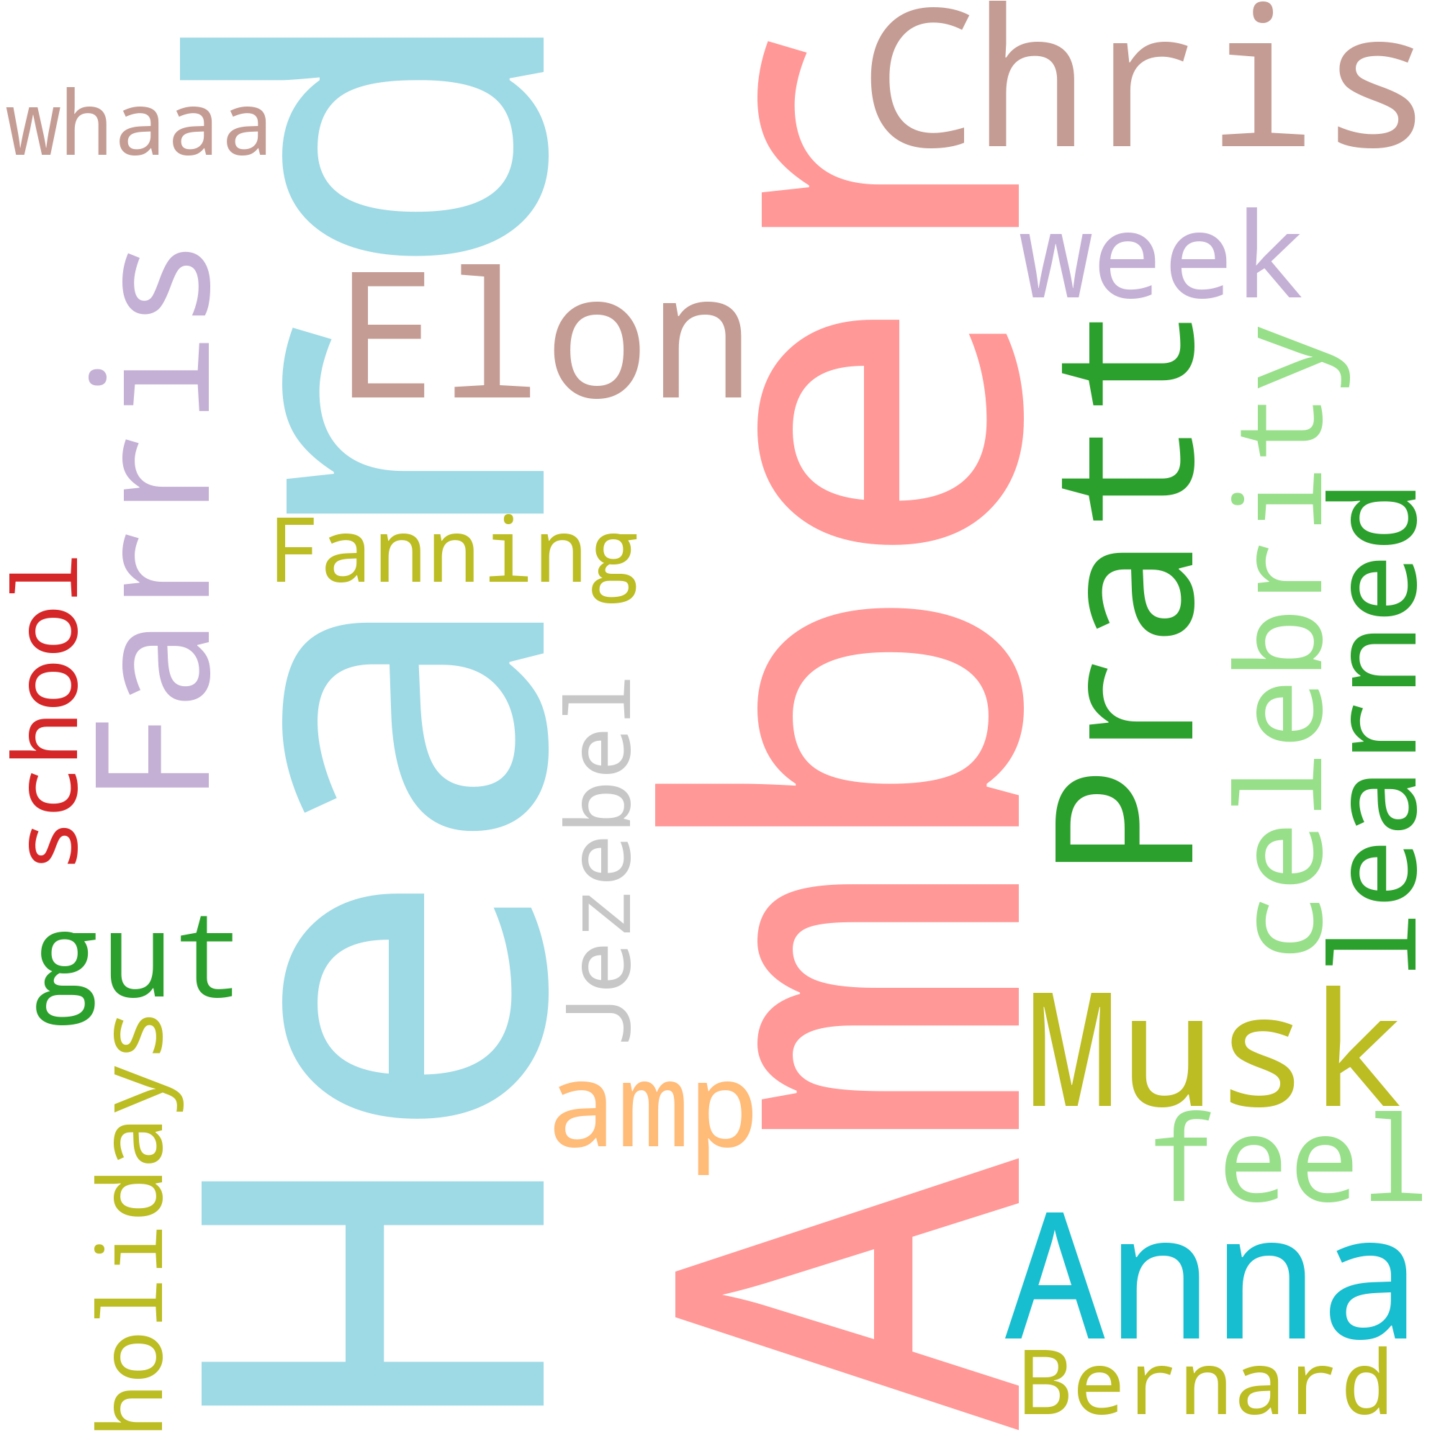 Chris
whaaa
Heard
Amber
week
Elon
Farris
Pratt
celebrity
learned
Fanning
school
Jezebel
gut
Musk
holidays
amp
feel
Anna
Bernard